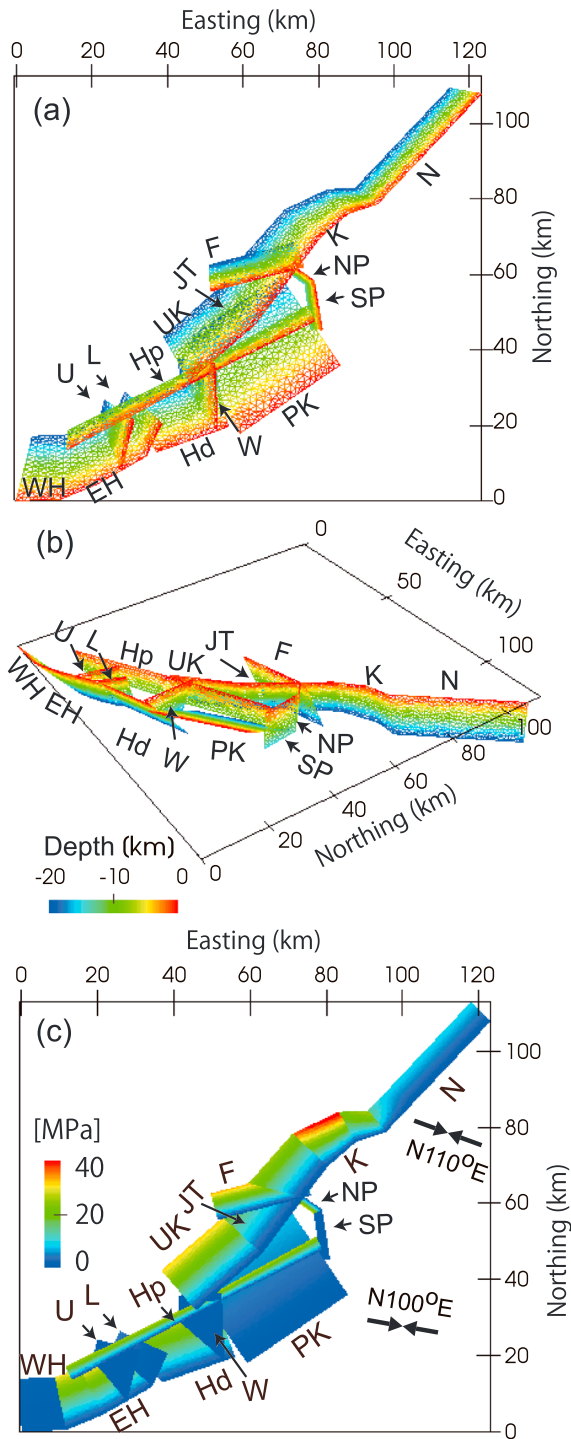 Easting (km)
0 20 40 60 80 100 120
(a)
100
N
80
K
F
NP
60
JT
SP
UK
Northing (km)
Hp
40
L
U
PK
20
W
Hd
WH
EH
0
(b)
0
Easting (km)
50
100
JT
F
U L Hp UK
K
N
WH
EH
100
Hd
W
PK
NP
SP
80
60
40
Northing (km)
20
0
Depth (km)
-20 -10 0
Easting (km)
0 20 40 60 80 100 120
(c)
100
N
[MPa]
80
40
K
N110°E
F
20
JT
NP
60
UK
SP
0
Northing (km)
Hp
40
L
U
N100°E
PK
WH
20
W
Hd
EH
0